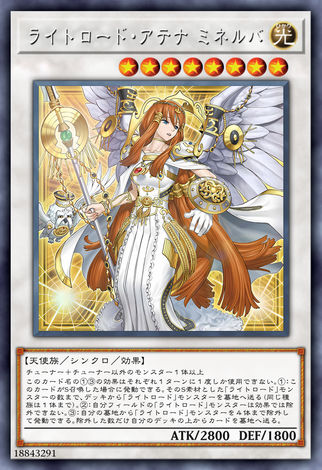 ライトロード・アテナ ミネルバ
光
【天使族／シンクロ／効果】
チューナー＋チューナー以外のモンスター１体以上
このカード名の①③の効果はそれぞれ１ターンに１度しか使用できない。①：こ
のカードがS召喚した場合に発動できる。そのS素材とした「ライトロード」モン
スターの数まで、デッキから「ライトロード」モンスターを墓地へ送る（同じ種
族は１体まで）。②：自分フィールドの「ライトロード」モンスターは効果では除
外できない。③：自分の墓地から「ライトロード」モンスターを４体まで除外し
て発動できる。除外した数だけ自分のデッキの上からカードを墓地へ送る。
ATK/2800 DEF/1800
18843291